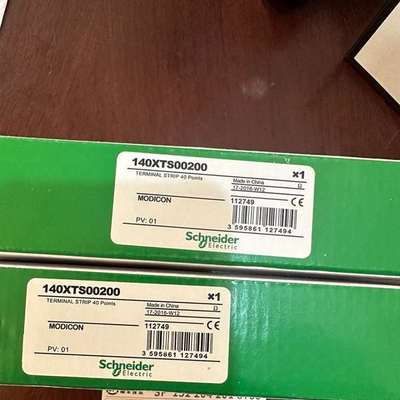 140XTS00200 x1
TERMINAL STRIP 40 Points Made in China
17-2016-W12
MODICON 112749 CE
PV: 01 3 595861 127494
Schneider
Electric
140XTS00200 x1
TERMINAL STRIP 40 Points Made in China
17-2016-W12
MODICON 112749 CE
PV: 01 3 595861 127494
Schneider
Electric